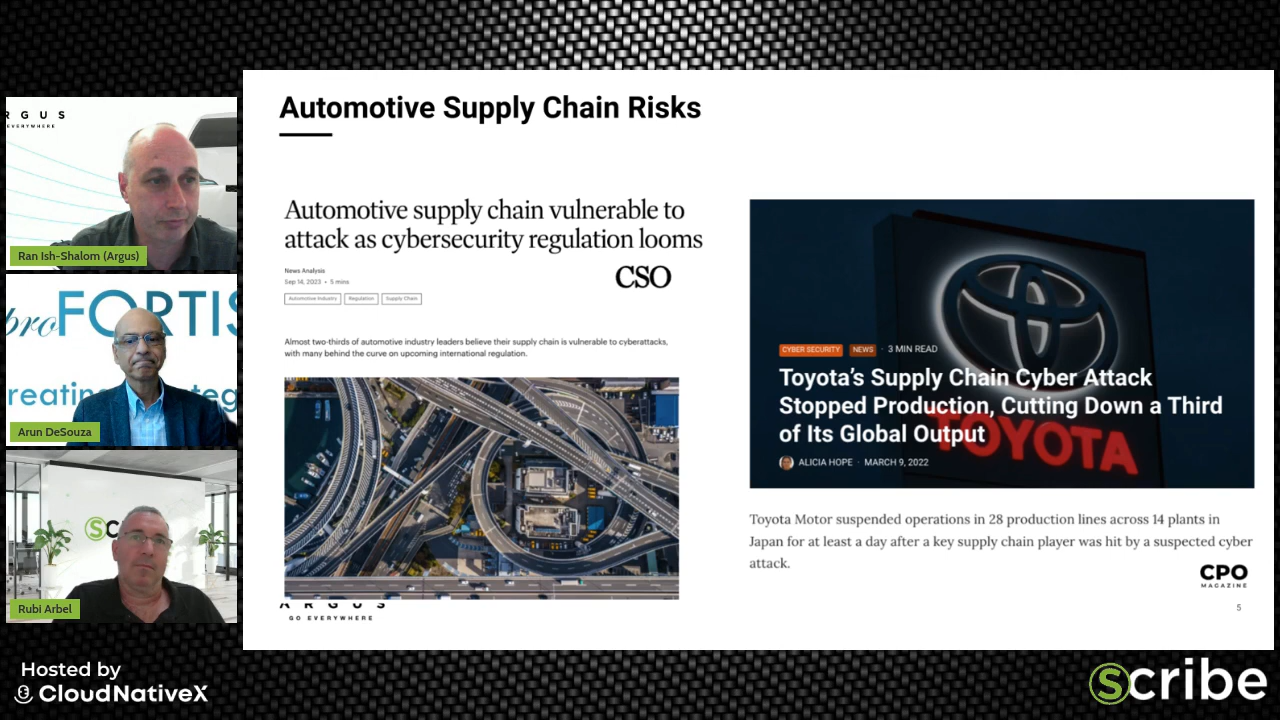 R G U S
EVERYWHERE
Ran Ish-Shalom (Argus)
proFORTIS
reating
teg
Arun DeSouza
SC
Rubi Arbel
Hosted by
CloudNativeX
Automotive Supply Chain Risks
Automotive supply chain vulnerable to
attack as cybersecurity regulation looms
News Analysis
Sep 14, 2023 • 5 mins
CSO
Automotive Industry
Regulation
Supply Chain
Almost two-thirds of automotive industry leaders believe their supply chain is vulnerable to cyberattacks,
with many behind the curve on upcoming international regulation.
A R G U S
GO EVERYWHERE
CYBER SECURITY NEWS · 3 MIN READ
Toyota's Supply Chain Cyber Attack
Stopped Production, Cutting Down a Third
of Its Global Output
TOYOTA
ALICIA HOPE · MARCH 9, 2022
Toyota Motor suspended operations in 28 production lines across 14 plants in
Japan for at least a day after a key supply chain player was hit by a suspected cyber
attack.
CPO
MAGAZINE
5
Scribe